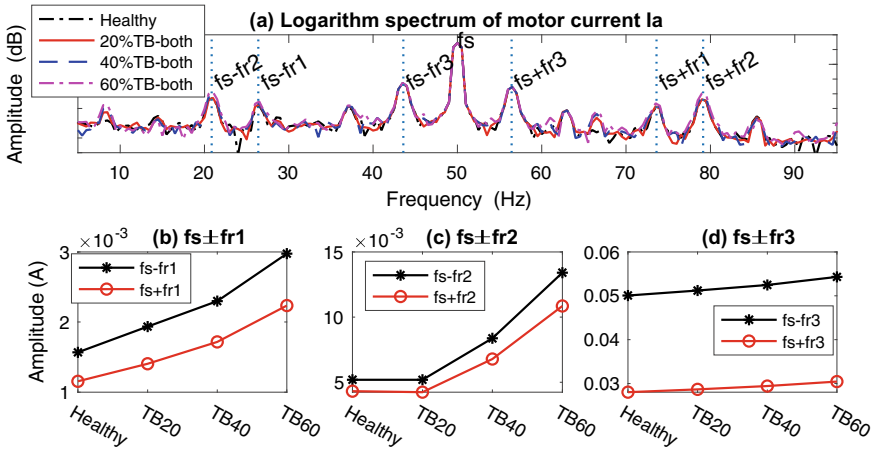 (a) Logarithm spectrum of motor current Ia
Healthy
20%TB-both
40%TB-both
60%TB-both
Amplitude (dB)
fs-fr2
fs-fr1
fs-fr3
fs
fs+fr3
fs+fr1
fs+fr2
10 20 30 40 50 60 70 80 90
Frequency (Hz)
(b) fs±fr1
×10⁻³
Amplitude (A)
3
2
1
fs-fr1
fs+fr1
Healthy TB20 TB40 TB60
(c) fs±fr2
×10⁻³
15
10
5
fs-fr2
fs+fr2
Healthy TB20 TB40 TB60
(d) fs±fr3
0.06
0.05
0.03
fs-fr3
fs+fr3
Healthy TB20 TB40 TB60